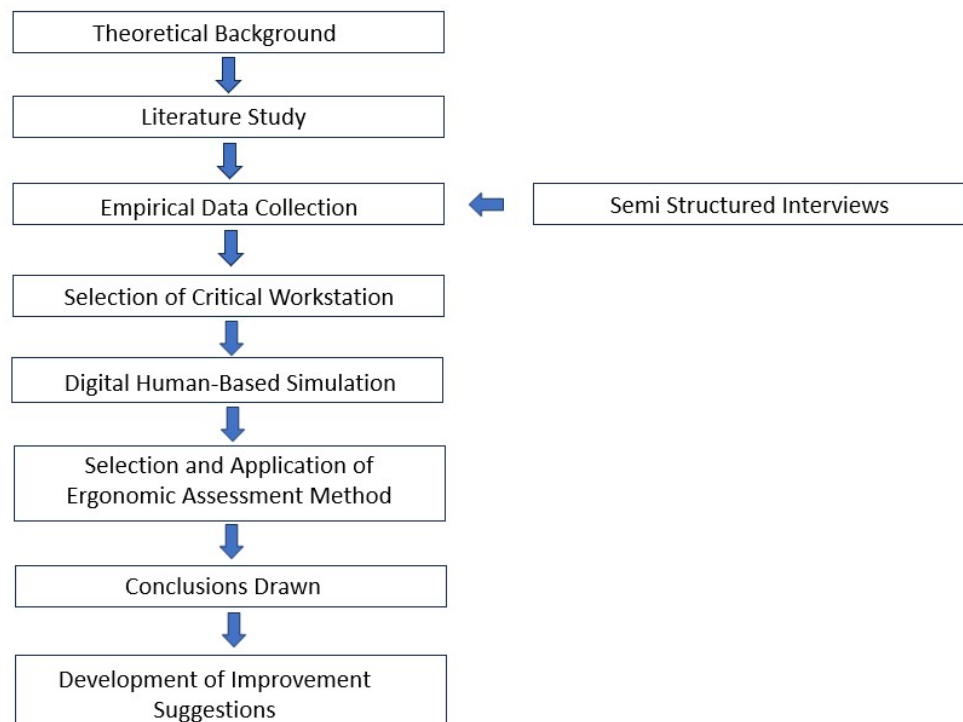 Theoretical Background
Literature Study
Empirical Data Collection
Semi Structured Interviews
Selection of Critical Workstation
Digital Human-Based Simulation
Selection and Application of
Ergonomic Assessment Method
Conclusions Drawn
Development of Improvement
Suggestions